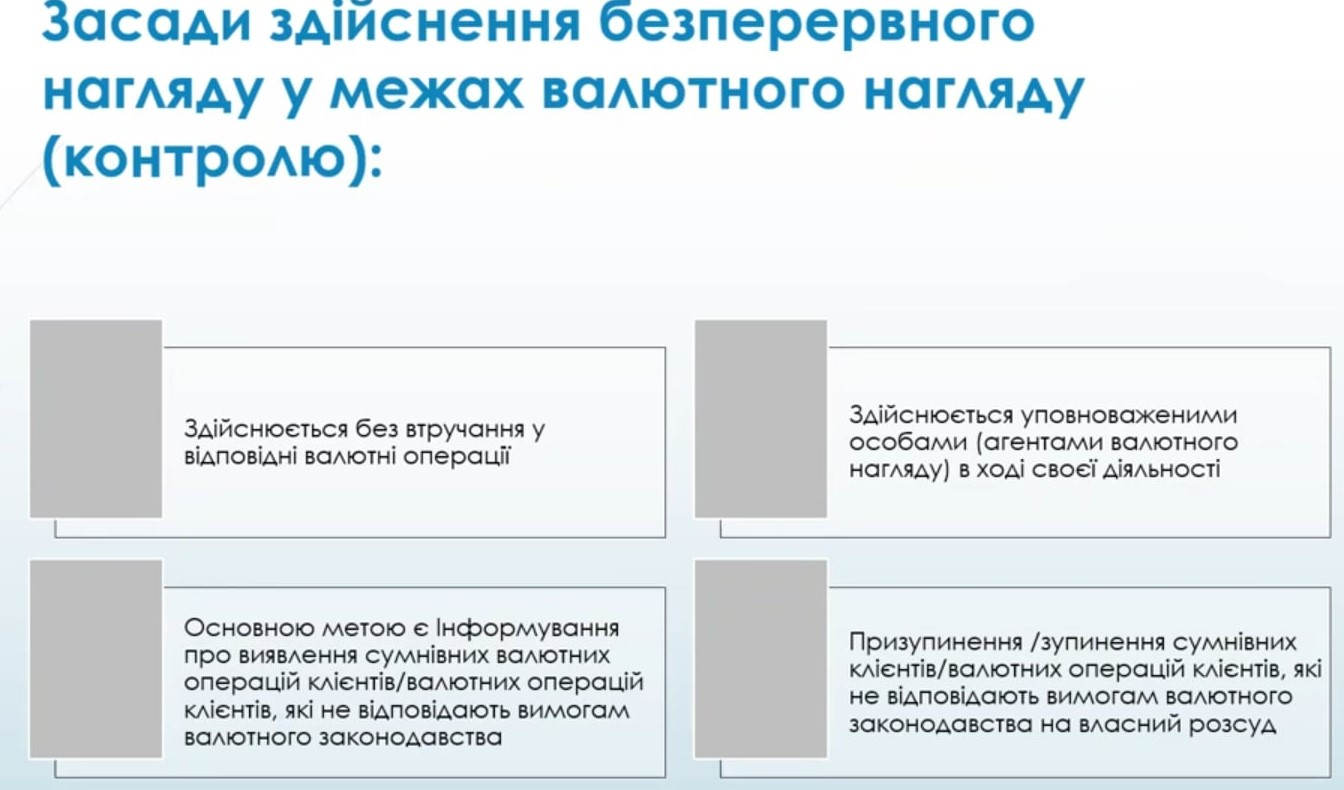 Засади здійснення безперервного
нагляду у межах валютного нагляду
(контролю):
Здійснюється без втручання у
відповідні валютні операції
Здійснюється уповноваженими
особами (агентами валютного
нагляду) в ході своєї діяльності
Основною метою є Інформування
про виявлення сумнівних валютних
операцій клієнтів/валютних операцій
клієнтів, які не відповідають вимогам
валютного законодавства
Призупинення /зупинення сумнівних
клієнтів/валютних операцій клієнтів, які
не відповідають вимогам валютного
законодавства на власний розсуд